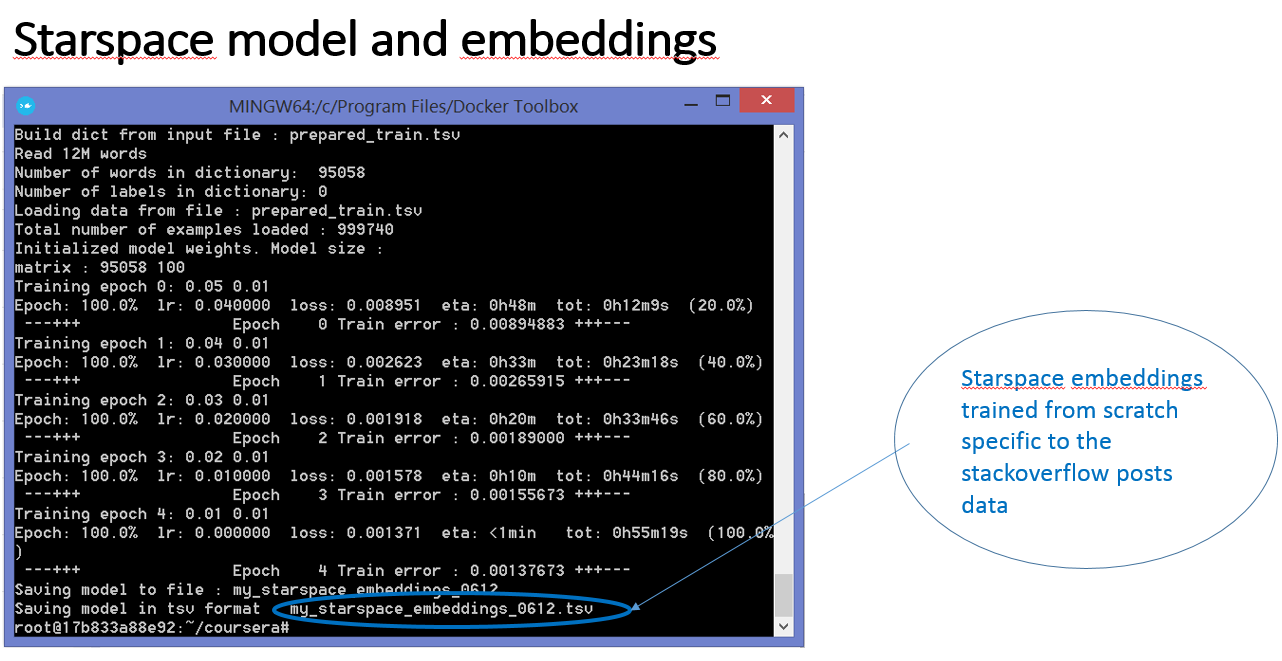 Starspace model and embeddings
MINGW64:/c/Program Files/Docker Toolbox
Build dict from input file : prepared_train.tsv
Read 12M words
Number of words in dictionary:  95058
Number of labels in dictionary: 0
Loading data from file : prepared_train.tsv
Total number of examples loaded : 999740
Initialized model weights. Model size :
matrix : 95058 100
Training epoch 0: 0.05 0.01
Epoch: 100.0%  lr: 0.040000  loss: 0.008951  eta: 0h48m  tot: 0h12m9s  (20.0%)
 ---+++                Epoch    0 Train error : 0.00894883 +++---
Training epoch 1: 0.04 0.01
Epoch: 100.0%  lr: 0.030000  loss: 0.002623  eta: 0h33m  tot: 0h23m18s  (40.0%)
 ---+++                Epoch    1 Train error : 0.00265915 +++---
Training epoch 2: 0.03 0.01
Epoch: 100.0%  lr: 0.020000  loss: 0.001918  eta: 0h20m  tot: 0h33m46s  (60.0%)
 ---+++                Epoch    2 Train error : 0.00189000 +++---
Training epoch 3: 0.02 0.01
Epoch: 100.0%  lr: 0.010000  loss: 0.001578  eta: 0h10m  tot: 0h44m16s  (80.0%)
 ---+++                Epoch    3 Train error : 0.00155673 +++---
Training epoch 4: 0.01 0.01
Epoch: 100.0%  lr: 0.000000  loss: 0.001371  eta: <1min   tot: 0h55m19s  (100.0%
)
 ---+++                Epoch    4 Train error : 0.00137673 +++---
Saving model to file : my_starspace_embeddings_0612
Saving model in tsv format : my_starspace_embeddings_0612.tsv
root@17b833a88e92:~/coursera#
Starspace embeddings
trained from scratch
specific to the
stackoverflow posts
data